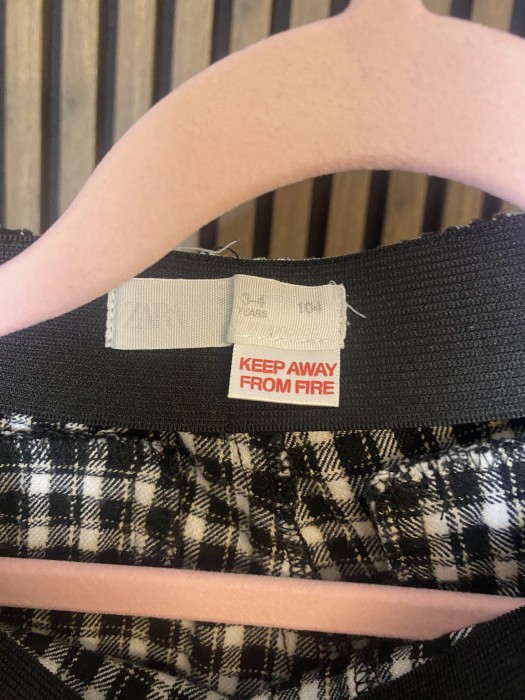 ZARA
3-4
YEARS
104
KEEP AWAY
FROM FIRE